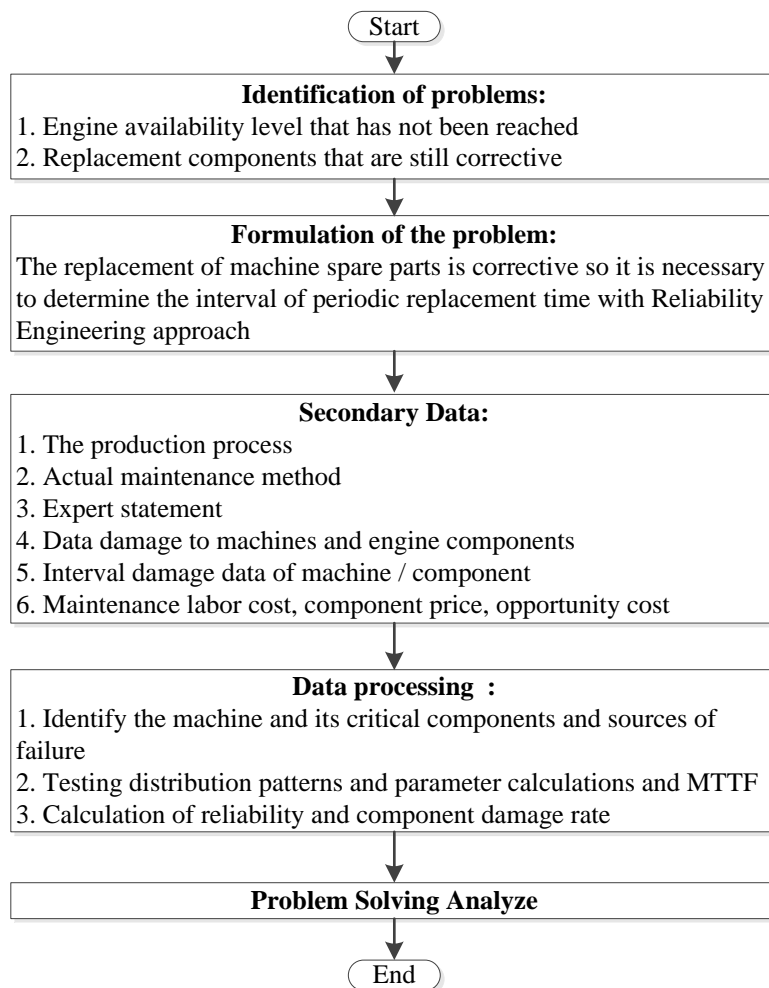 Start
Identification of problems:
1. Engine availability level that has not been reached
2. Replacement components that are still corrective
Formulation of the problem:
The replacement of machine spare parts is corrective so it is necessary
to determine the interval of periodic replacement time with Reliability
Engineering approach
Secondary Data:
1. The production process
2. Actual maintenance method
3. Expert statement
4. Data damage to machines and engine components
5. Interval damage data of machine / component
6. Maintenance labor cost, component price, opportunity cost
Data processing :
1. Identify the machine and its critical components and sources of
failure
2. Testing distribution patterns and parameter calculations and MTTF
3. Calculation of reliability and component damage rate
Problem Solving Analyze
End